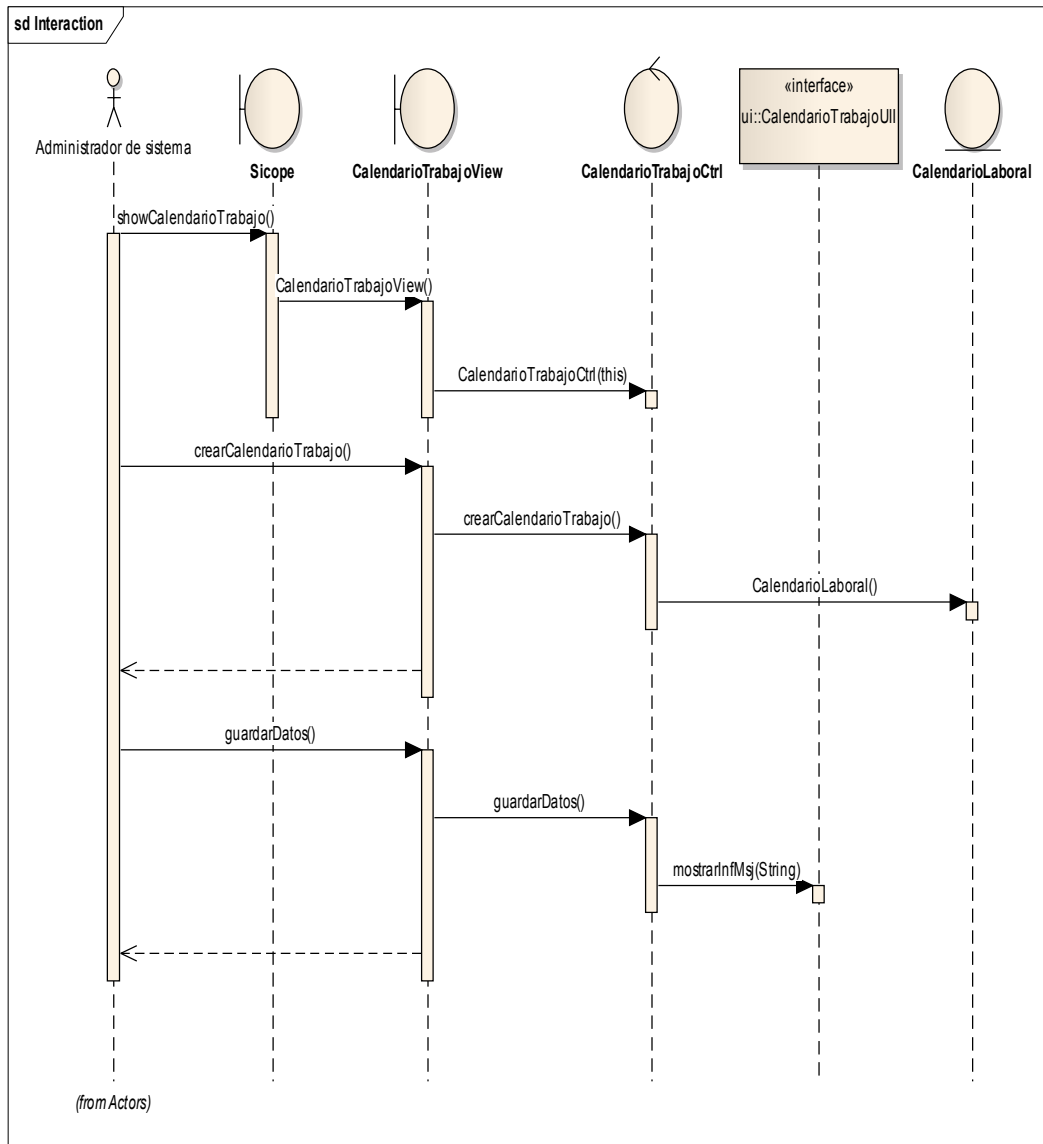 sd Interaction
«interface»
ui::CalendarioTrabajoUII
Administrador de sistema
Sicope
CalendarioTrabajoView
CalendarioTrabajoCtrl
CalendarioLaboral
showCalendarioTrabajo()
CalendarioTrabajoView()
CalendarioTrabajoCtrl(this)
crearCalendarioTrabajo()
crearCalendarioTrabajo()
CalendarioLaboral()
guardarDatos()
guardarDatos()
mostrarInfMsj(String)
(from Actors)